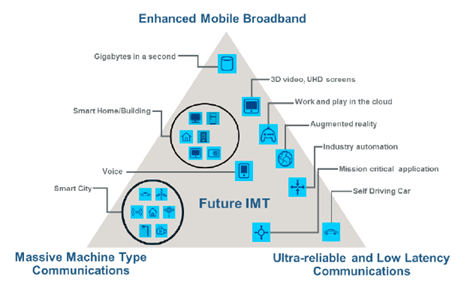 Enhanced Mobile Broadband
Gigabytes in a second
3D video, UHD screens
Smart Home/Building
Work and play in the cloud
Augmented reality
Industry automation
Voice
Mission critical application
Smart City
Self Driving Car
Future IMT
Massive Machine Type
Communications
Ultra-reliable and Low Latency
Communications